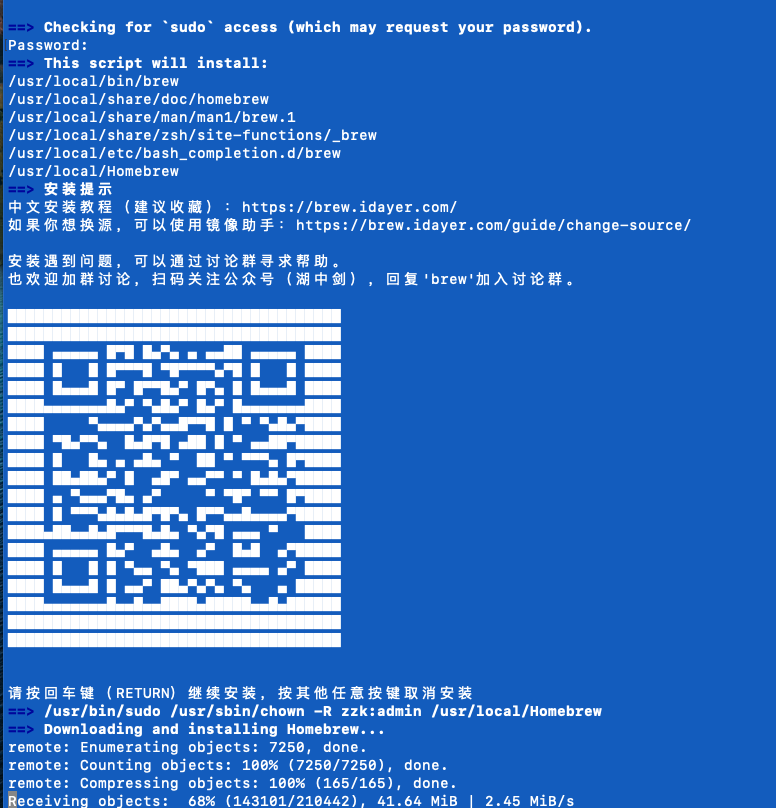 ==> Checking for `sudo` access (which may request your password).
Password:
==> This script will install:
/usr/local/bin/brew
/usr/local/share/doc/homebrew
/usr/local/share/man/man1/brew.1
/usr/local/share/zsh/site-functions/_brew
/usr/local/etc/bash_completion.d/brew
/usr/local/Homebrew
==> 安装提示
中文安装教程（建议收藏）: https://brew.idayer.com/
如果你想换源，可以使用镜像助手: https://brew.idayer.com/guide/change-source/
安装遇到问题，可以通过讨论群寻求帮助。
也欢迎加群讨论，扫码关注公众号（湖中剑）, 回复'brew'加入讨论群。
请按回车键（RETURN）继续安装，按其他任意按键取消安装
==> /usr/bin/sudo /usr/sbin/chown -R zzk:admin /usr/local/Homebrew
==> Downloading and installing Homebrew...
remote: Enumerating objects: 7250, done.
remote: Counting objects: 100% (7250/7250), done.
remote: Compressing objects: 100% (165/165), done.
Receiving objects:  68% (143101/210442), 41.64 MiB | 2.45 MiB/s